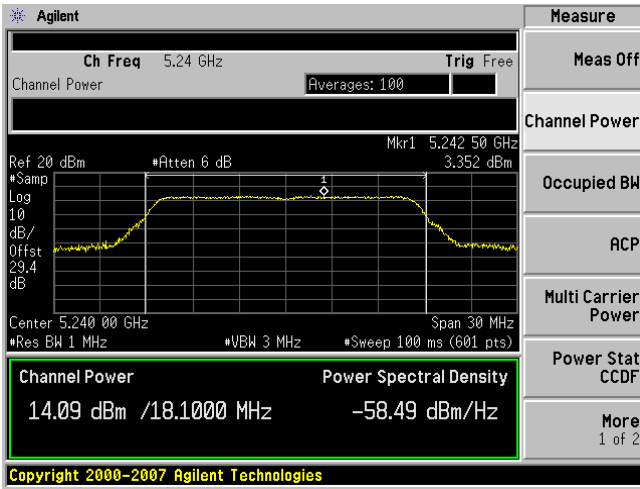 Agilent
Measure
Ch Freq 5.24 GHz Trig Free
Channel Power Averages: 100
Meas Off
Channel Power
Mkr1 5.242 50 GHz
Ref 20 dBm #Atten 6 dB 3.352 dBm
#Samp
Log
10
dB/
Offst
29.4
dB
1
Occupied BW
ACP
Center 5.240 00 GHz Span 30 MHz
#Res BW 1 MHz #VBW 3 MHz #Sweep 100 ms (601 pts)
Multi Carrier
Power
Channel Power Power Spectral Density
14.09 dBm /18.1000 MHz -58.49 dBm/Hz
Power Stat
CCDF
More
1 of 2
Copyright 2000-2007 Agilent Technologies